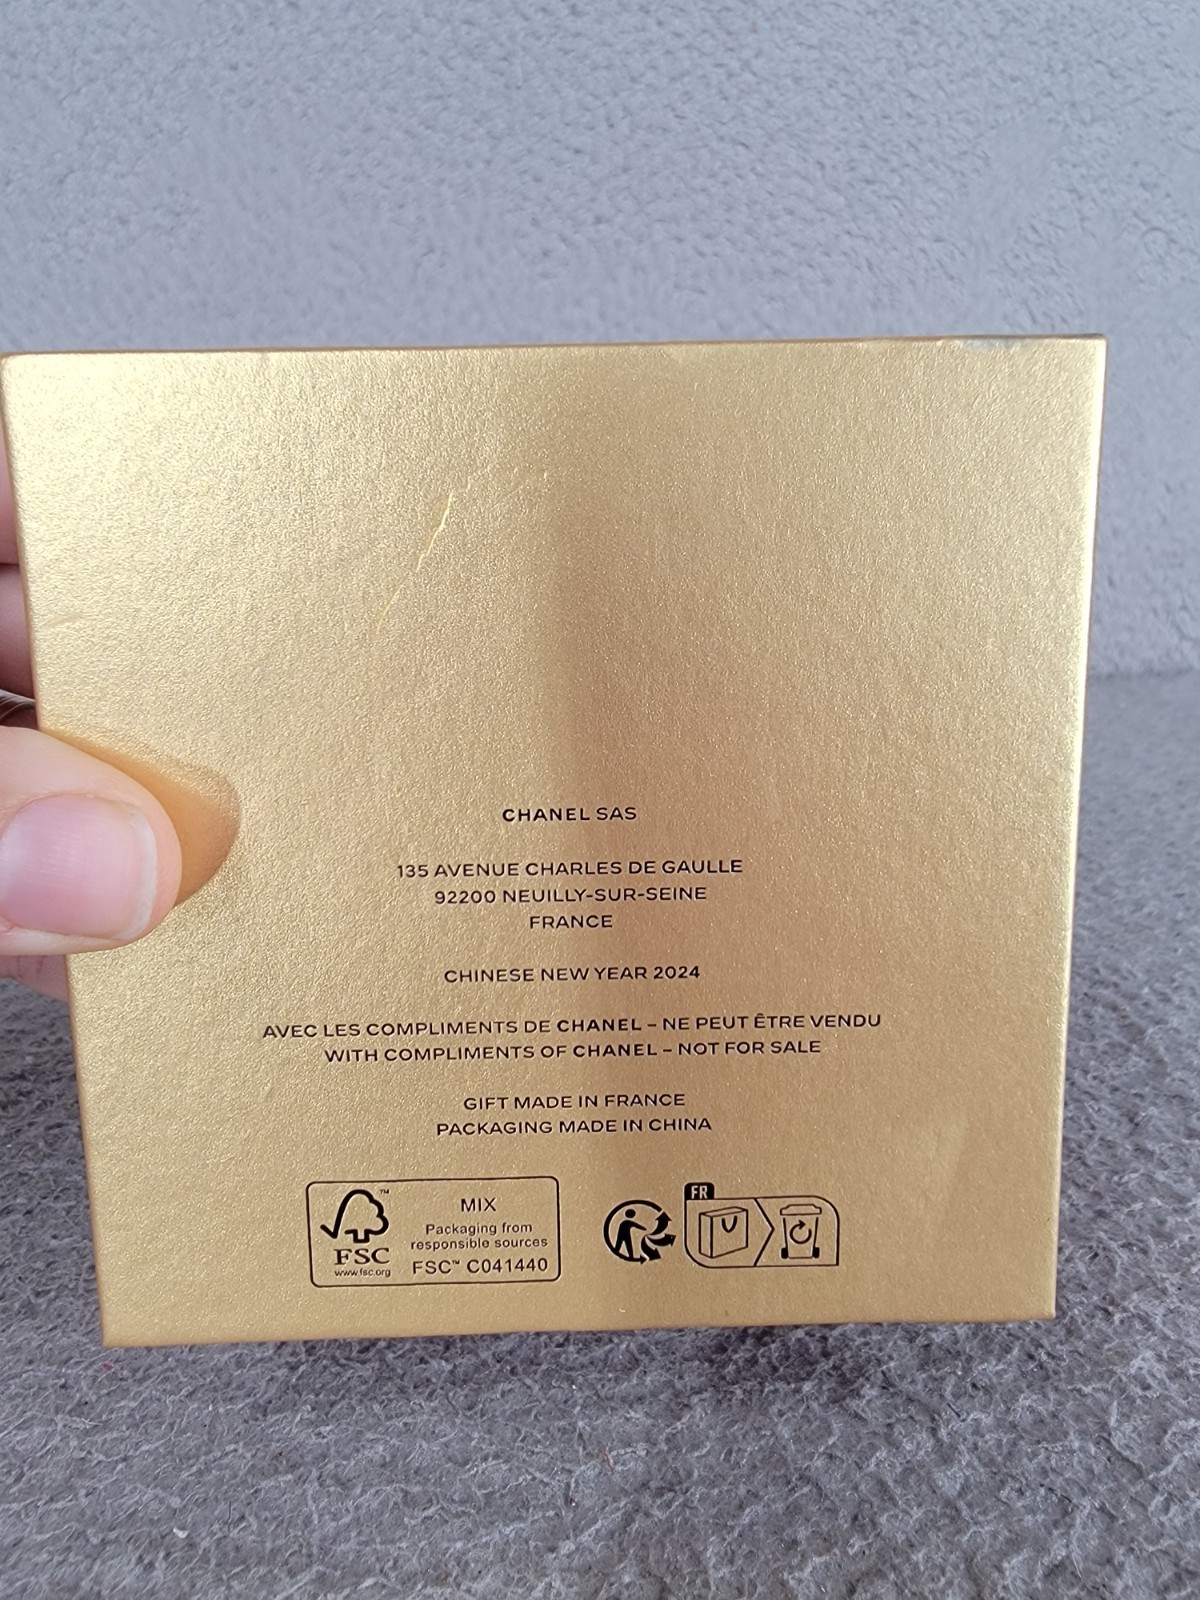 CHANEL SAS
135 AVENUE CHARLES DE GAULLE
92200 NEUILLY-SUR-SEINE
FRANCE
CHINESE NEW YEAR 2024
AVEC LES COMPLIMENTS DE CHANEL – NE PEUT ÊTRE VENDU
WITH COMPLIMENTS OF CHANEL – NOT FOR SALE
GIFT MADE IN FRANCE
PACKAGING MADE IN CHINA
TM
FSC
www.fsc.org
MIX
Packaging from
responsible sources
FSC™ C041440
FR